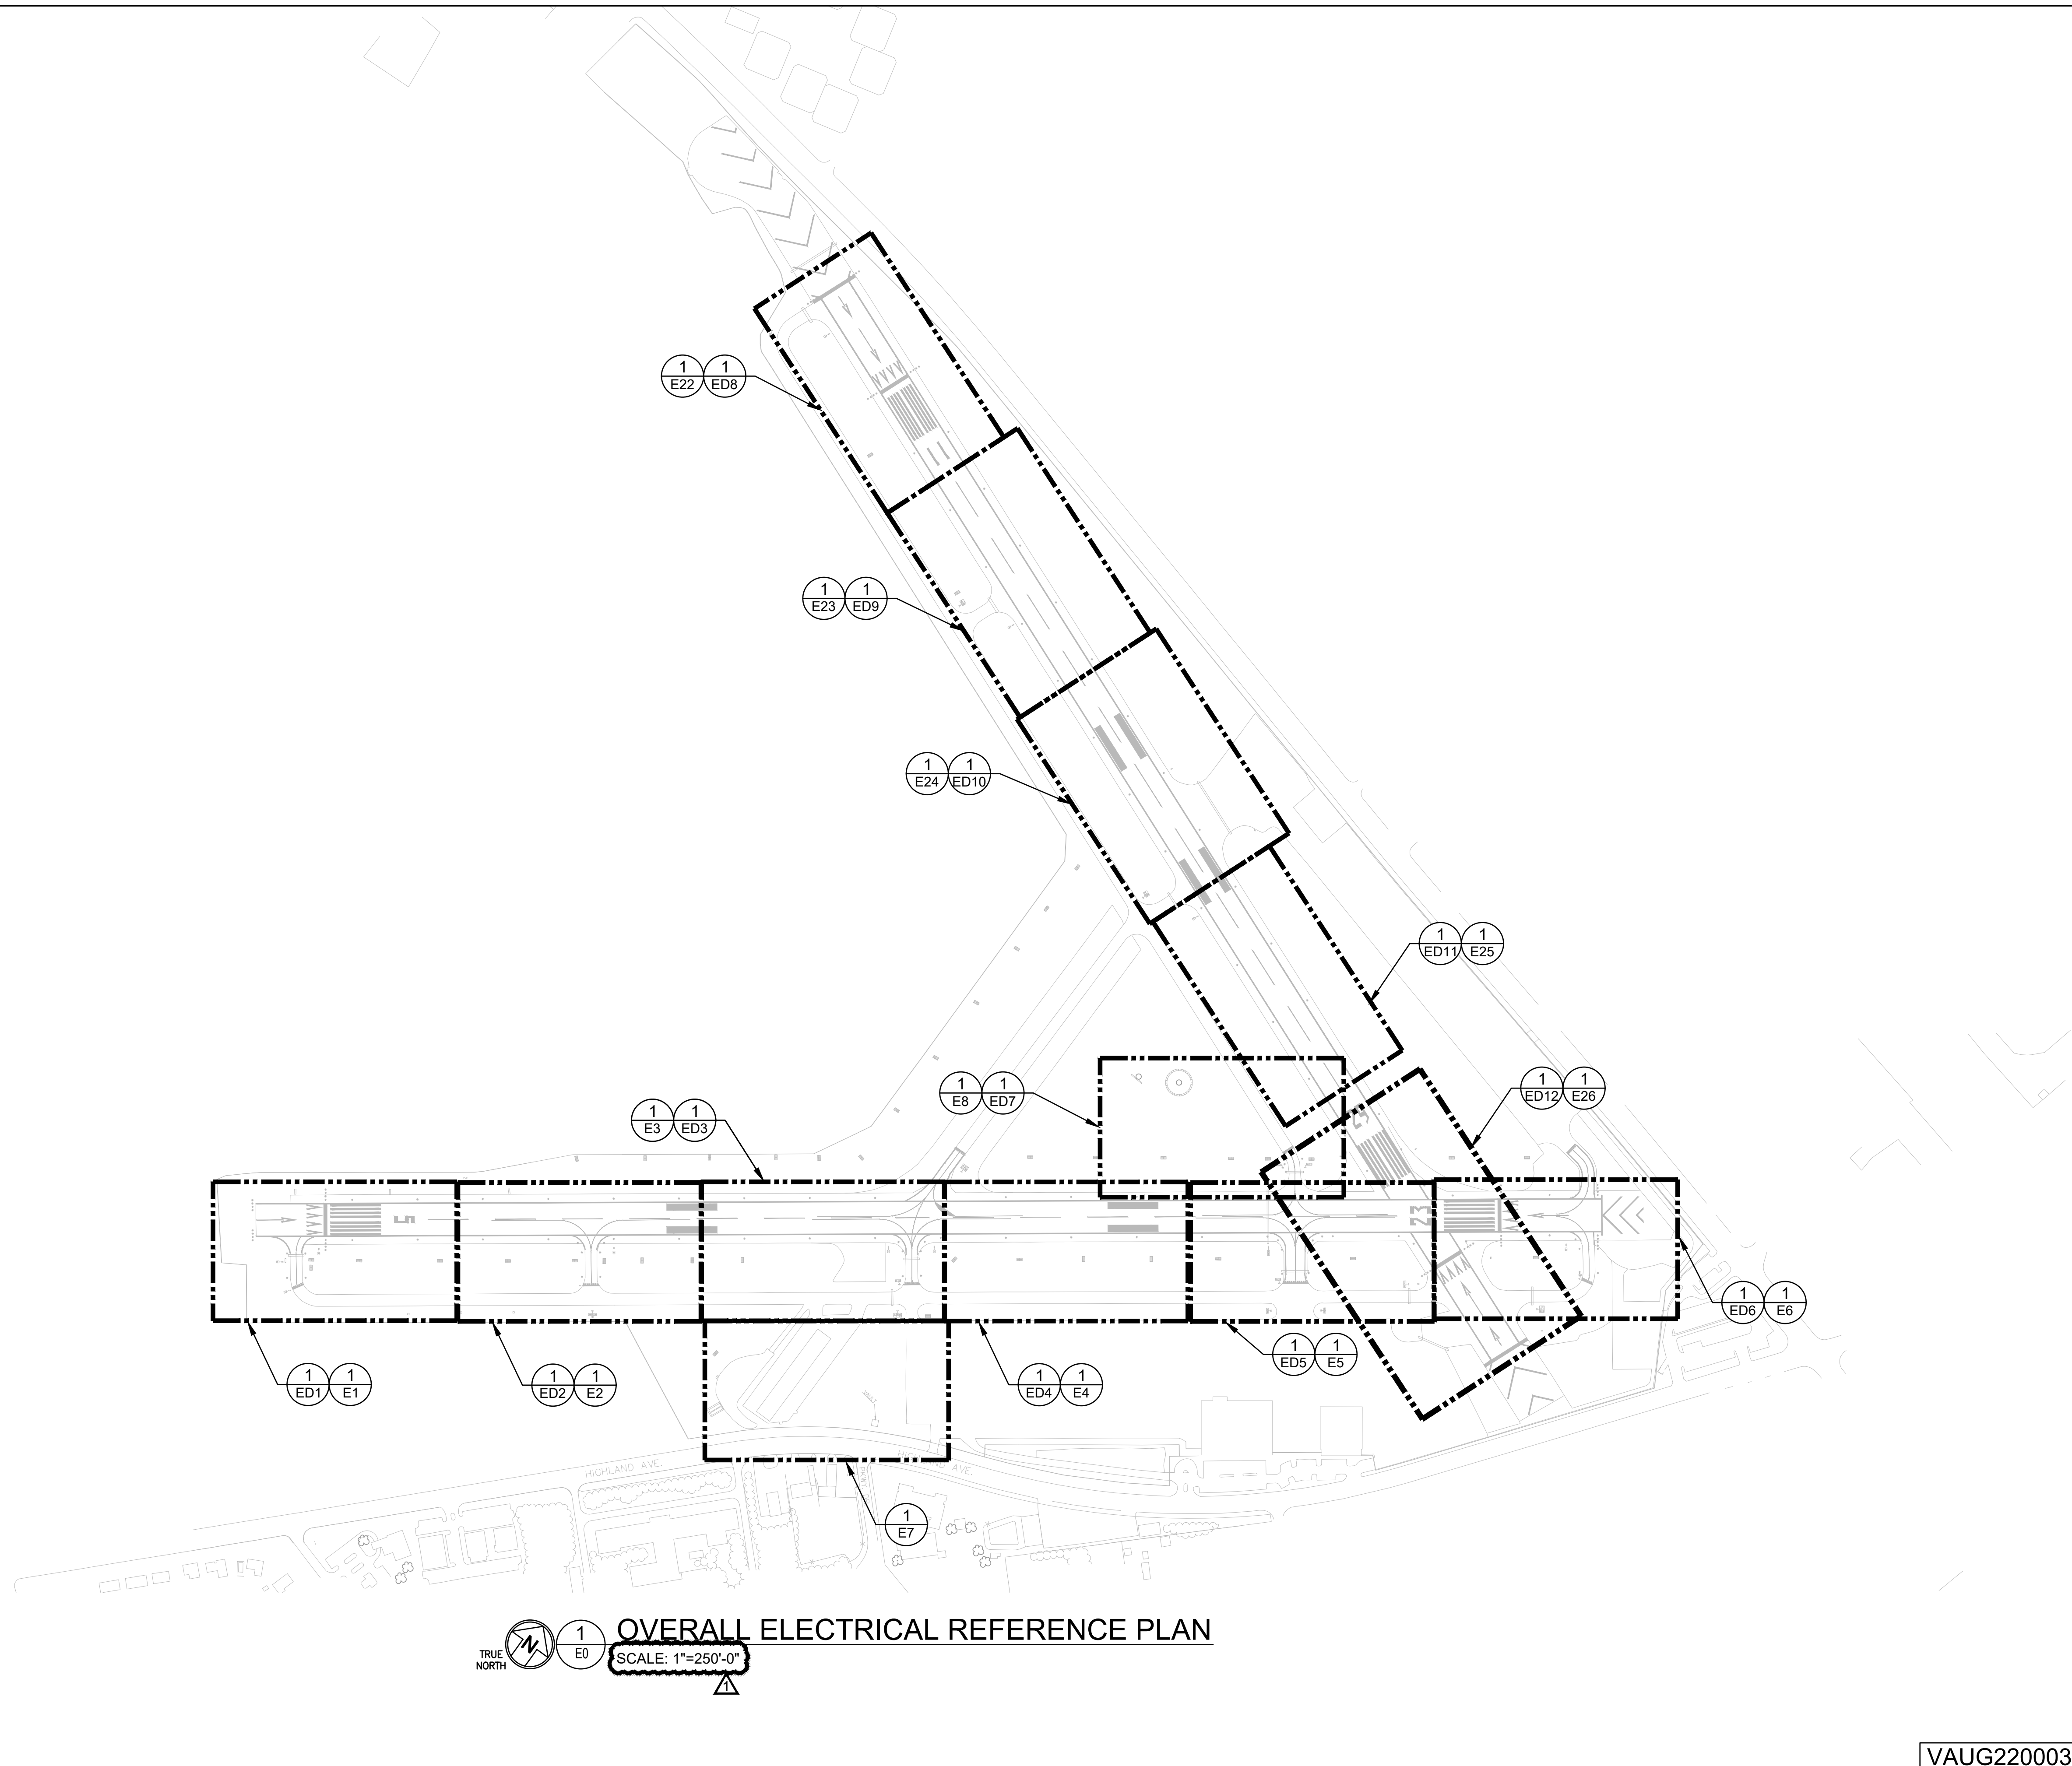 1 1
E22 ED8
1 1
E23 ED9
1 1
E24 ED10
1 1
ED11 E25
1 1
E8 ED7
1 1
ED12 E26
1 1
E3 ED3
5
23
1 1
ED6 E6
1 1
ED1 E1
1 1
ED2 E2
1 1
ED4 E4
1 1
ED5 E5
HIGHLAND AVE.
HIGHLAND AVE.
1
E7
TRUE
NORTH
N
1
E0
OVERALL ELECTRICAL REFERENCE PLAN
SCALE: 1"=250'-0"
1
VAUG220003